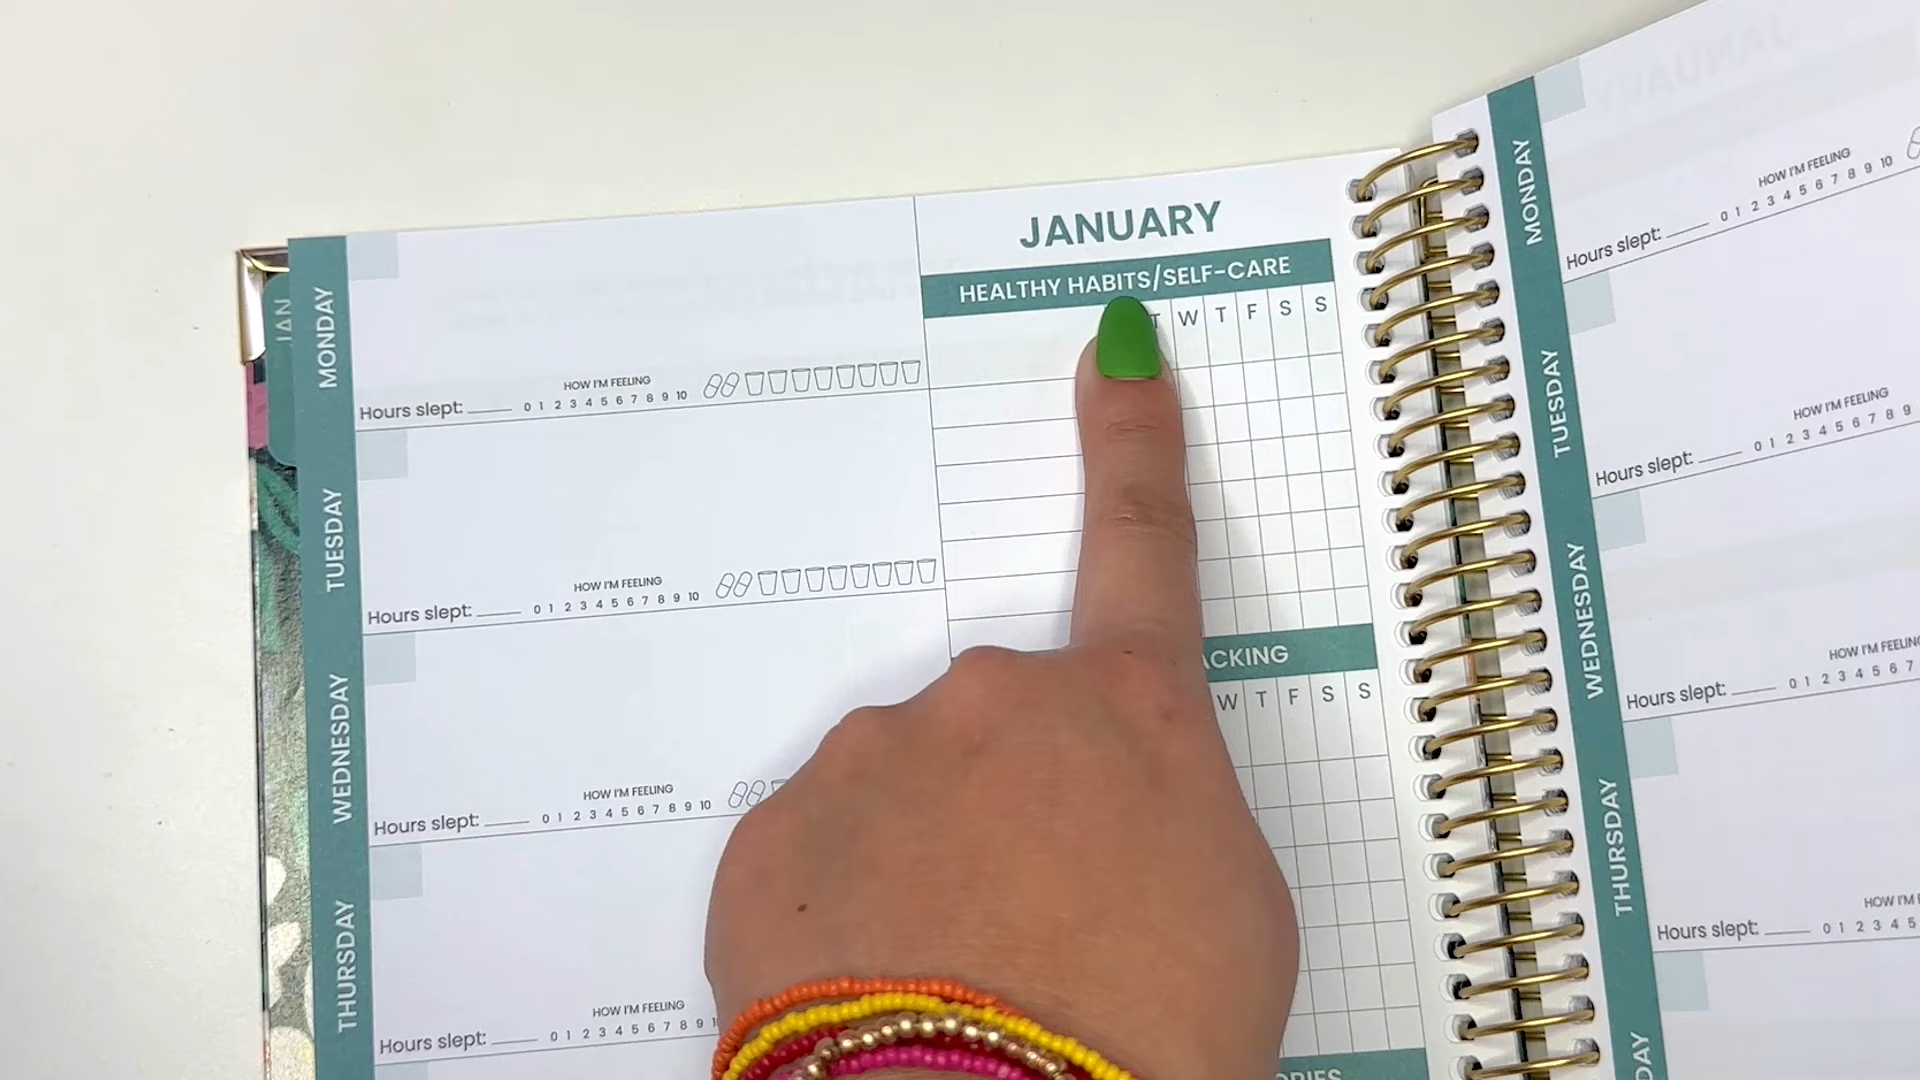 JAN
MONDAY
Hours slept:
HOW I'M FEELING
0 1 2 3 4 5 6 7 8 9 10
TUESDAY
Hours slept:
HOW I'M FEELING
0 1 2 3 4 5 6 7 8 9 10
WEDNESDAY
Hours slept:
HOW I'M FEELING
0 1 2 3 4 5 6 7 8 9 10
THURSDAY
Hours slept:
HOW I'M FEELING
0 1 2 3 4 5 6 7 8 9
JANUARY
HEALTHY HABITS/SELF-CARE
T W T F S S
W T F S S
MONDAY
Hours slept:
HOW I'M FEELING
0 1 2 3 4 5 6 7 8 9 10
TUESDAY
Hours slept:
HOW I'M FEELING
0 1 2 3 4 5 6 7 8 9
WEDNESDAY
Hours slept:
HOW I'M FEELING
0 1 2 3 4 5 6 7
THURSDAY
Hours slept:
HOW I'M
0 1 2 3 4 5